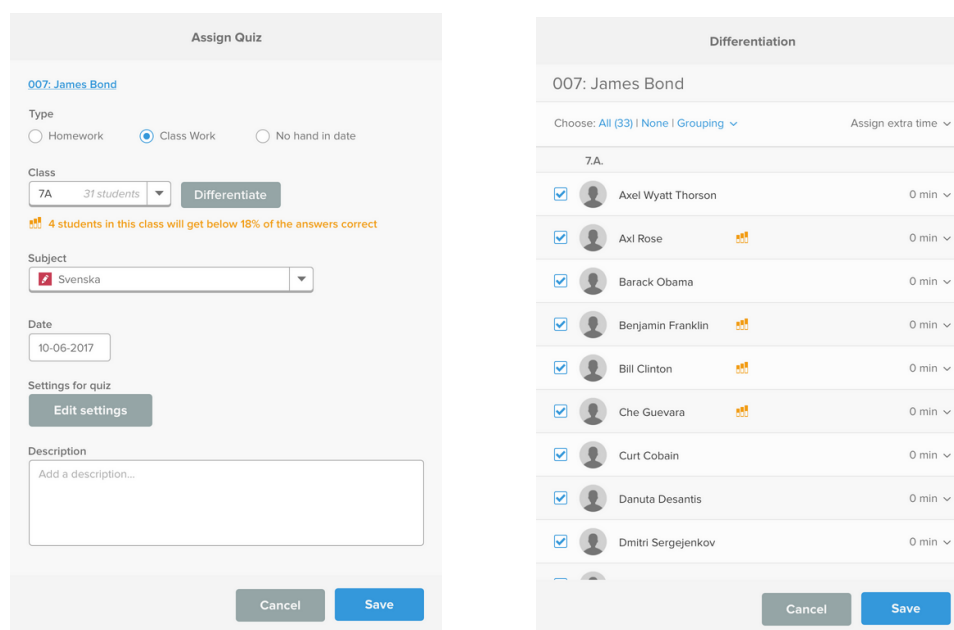 Assign Quiz
007: James Bond
Type
Homework Class Work No hand in date
Class
7A 31 students Differentiate
4 students in this class will get below 18% of the answers correct
Subject
Svenska
Date
10-06-2017
Settings for quiz
Edit settings
Description
Add a description...
Cancel Save
Differentiation
007: James Bond
Choose: All (33) | None | Grouping Assign extra time
7.A.
Axel Wyatt Thorson 0 min
Axl Rose 0 min
Barack Obama 0 min
Benjamin Franklin 0 min
Bill Clinton 0 min
Che Guevara 0 min
Curt Cobain 0 min
Danuta Desantis 0 min
Dmitri Sergejenkov 0 min
Cancel Save